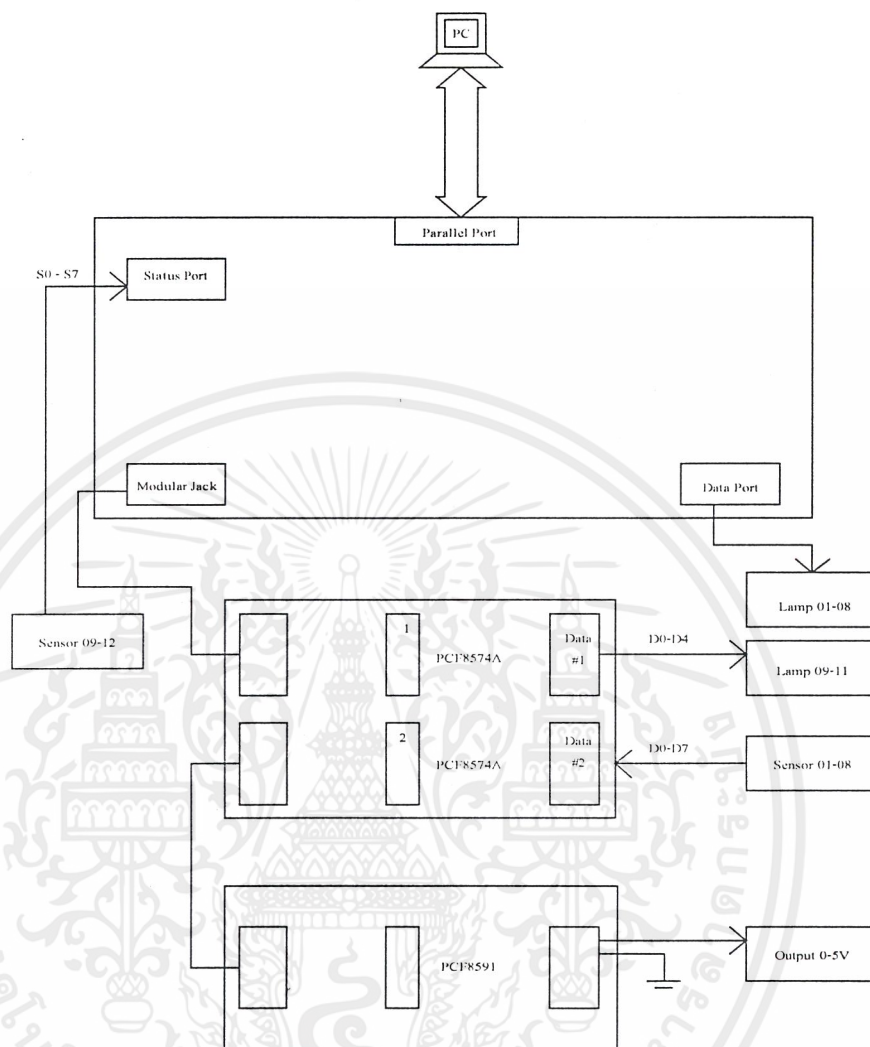 PC
Parallel Port
S0 - S7
Status Port
Modular Jack
Data Port
Lamp 01-08
Sensor 09-12
1
PCF8574A
Data
#1
D0-D4
Lamp 09-11
2
PCF8574A
Data
#2
D0-D7
Sensor 01-08
PCF8591
Output 0-5V